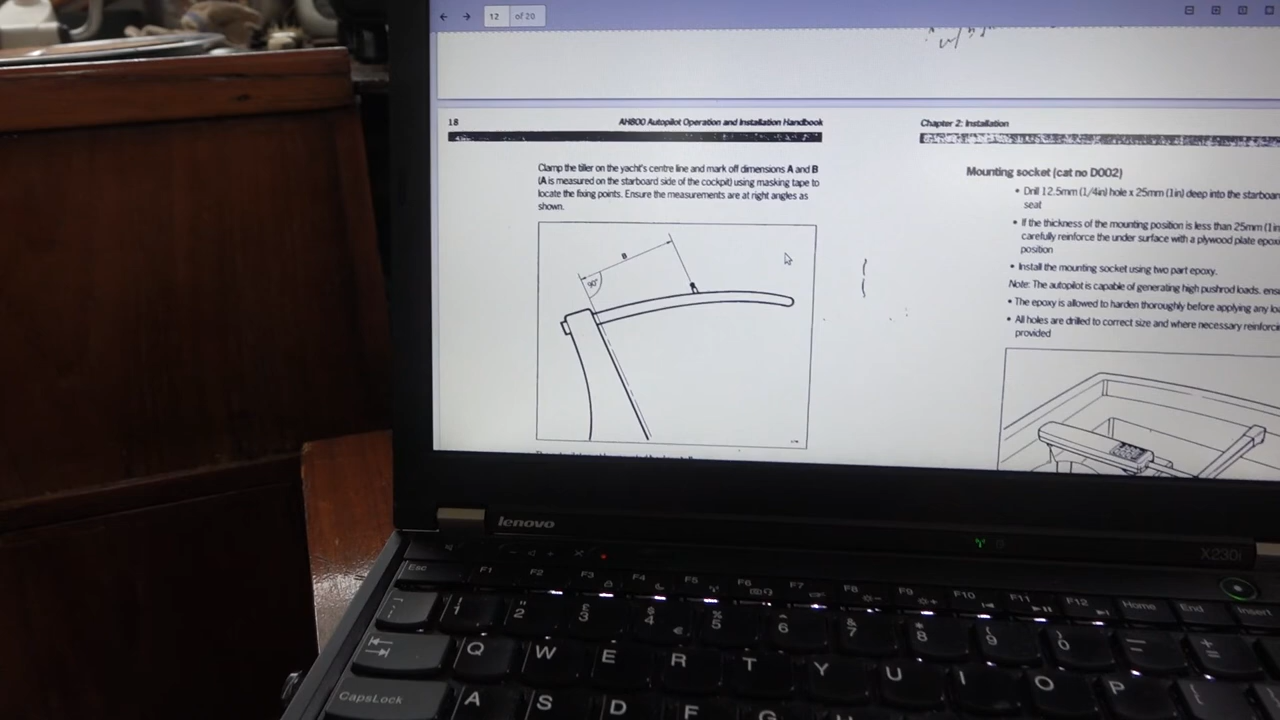 12 of 20
18 AH800 Autopilot Operation and Installation Handbook
Clamp the tiller on the yacht's centre line and mark off dimensions A and B
(A is measured on the starboard side of the cockpit) using masking tape to
locate the fixing points. Ensure the measurements are at right angles as
shown.
B
90°
Chapter 2: Installation
Mounting socket (cat no D002)
• Drill 12.5mm (1/4in) hole x 25mm (1in) deep into the starboar
seat
• If the thickness of the mounting position is less than 25mm (1in
carefully reinforce the under surface with a plywood plate epox
position
• Install the mounting socket using two part epoxy.
Note: The autopilot is capable of generating high pushrod loads. ens
• The epoxy is allowed to harden thoroughly before applying any loa
• All holes are drilled to correct size and where necessary reinforci
provided
lenovo
X230i
Esc F1 F2 F3 F4 F5 F6 F7 F8 F9 F10 F11 F12 Home End Insert
2 £ 3 $ 4 € % 5 ^ 6 & 7 * 8 ( 9 ) 0 - + =
Q W E R T Y U I O P
CapsLock A S D F G